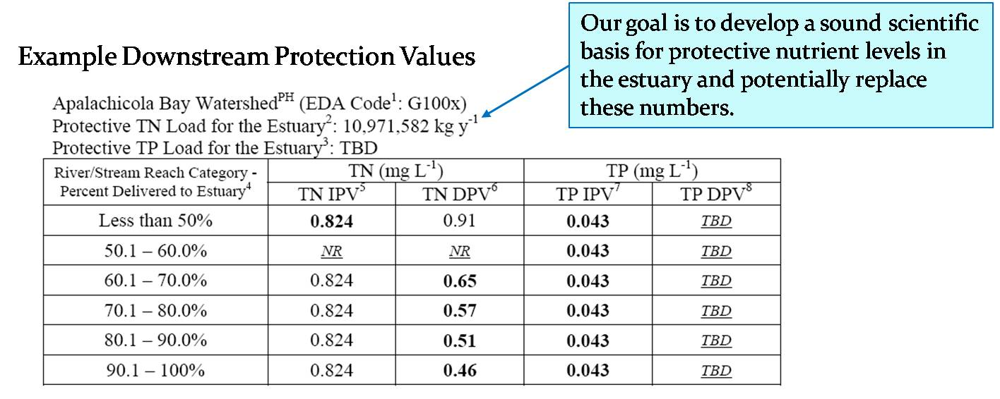 Our goal is to develop a sound scientific
basis for protective nutrient levels in
the estuary and potentially replace
these numbers.
Example Downstream Protection Values
Apalachicola Bay Watershed^PH (EDA Code^1: G100x)
Protective TN Load for the Estuary^2: 10,971,582 kg y^-1
Protective TP Load for the Estuary^3: TBD
River/Stream Reach Category - TN (mg L^-1) TP (mg L^-1)
Percent Delivered to Estuary^4 TN IPV^5 TN DPV^6 TP IPV^7 TP DPV^8
Less than 50% 0.824 0.91 0.043 TBD
50.1 – 60.0% NR NR 0.043 TBD
60.1 – 70.0% 0.824 0.65 0.043 TBD
70.1 – 80.0% 0.824 0.57 0.043 TBD
80.1 – 90.0% 0.824 0.51 0.043 TBD
90.1 – 100% 0.824 0.46 0.043 TBD